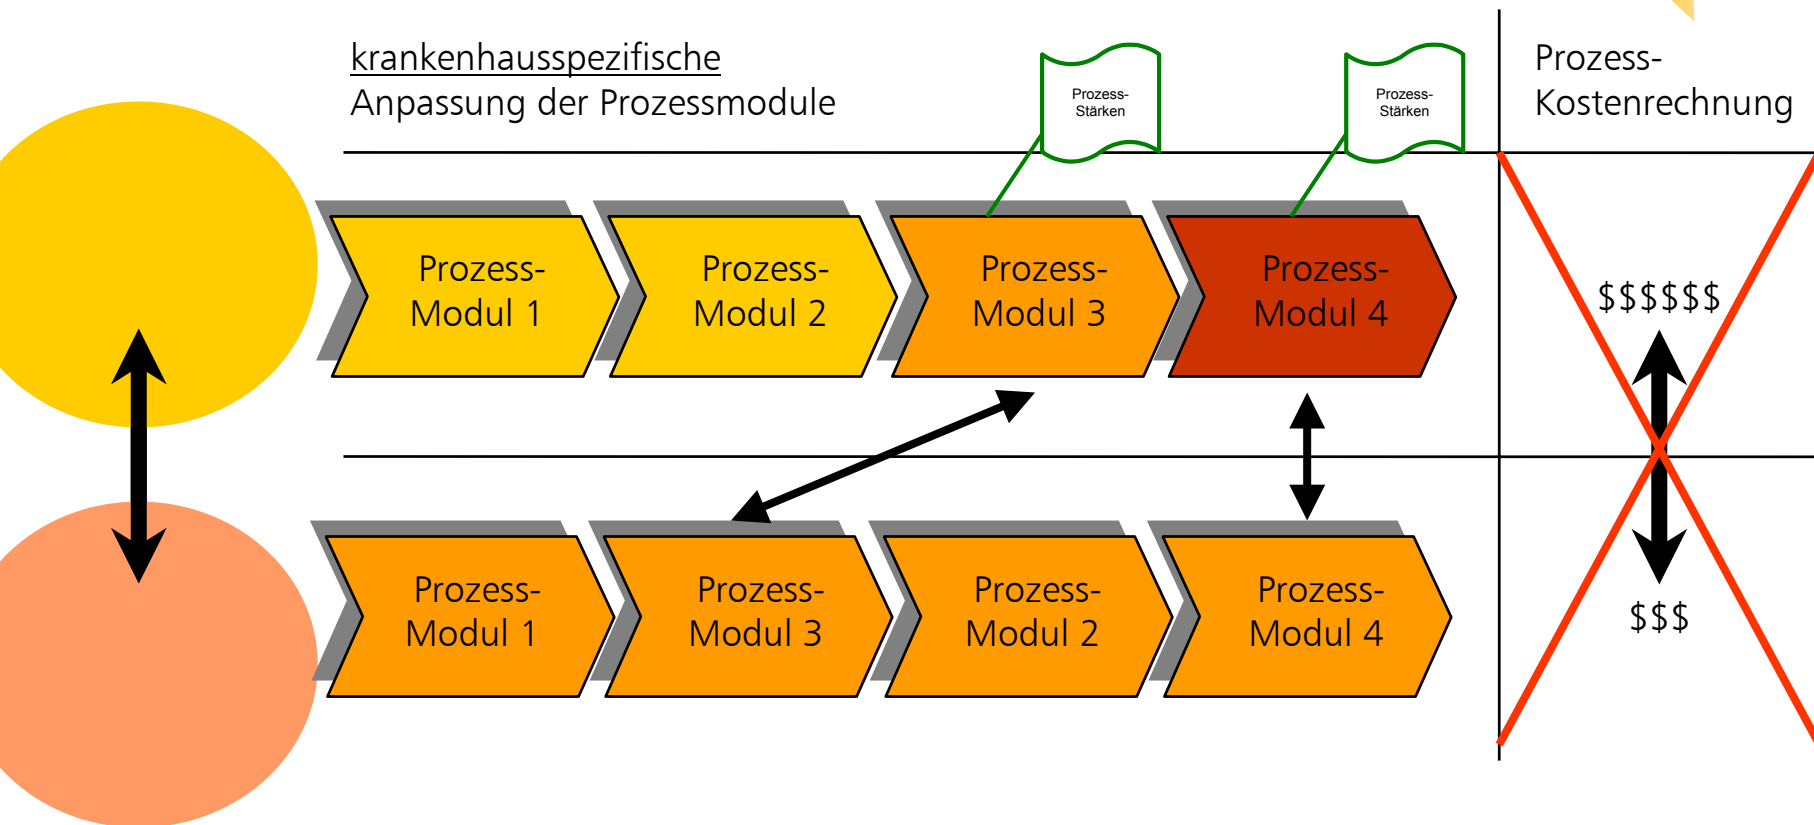 krankenhausspezifische
Anpassung der Prozessmodule
Prozess-
Stärken
Prozess-
Stärken
Prozess-
Kostenrechnung
Prozess-
Modul 1
Prozess-
Modul 2
Prozess-
Modul 3
Prozess-
Modul 4
$$$$$$
Prozess-
Modul 1
Prozess-
Modul 3
Prozess-
Modul 2
Prozess-
Modul 4
$$$